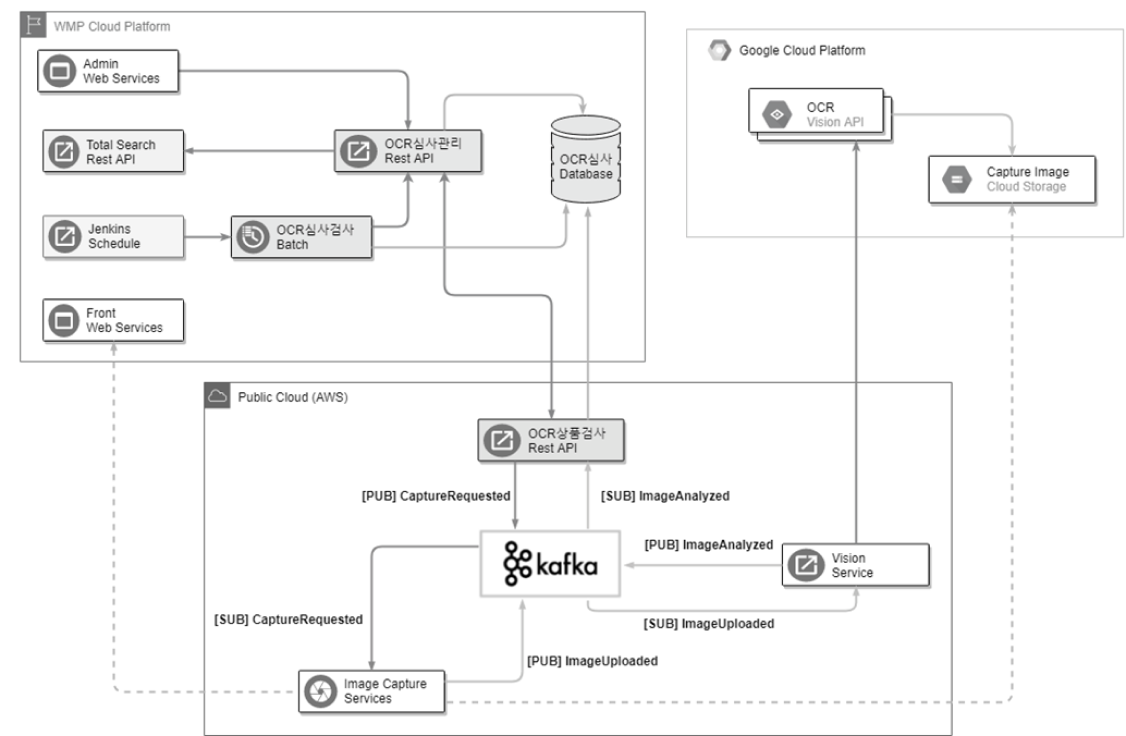 WMP Cloud Platform
Admin
Web Services
Total Search
Rest API
OCR심사관리
Rest API
OCR심사
Database
Jenkins
Schedule
OCR심사검사
Batch
Front
Web Services
Google Cloud Platform
OCR
Vision API
Capture Image
Cloud Storage
Public Cloud (AWS)
OCR상품검사
Rest API
[PUB] CaptureRequested
[SUB] ImageAnalyzed
kafka
[PUB] ImageAnalyzed
Vision
Service
[SUB] CaptureRequested
[SUB] ImageUploaded
[PUB] ImageUploaded
Image Capture
Services